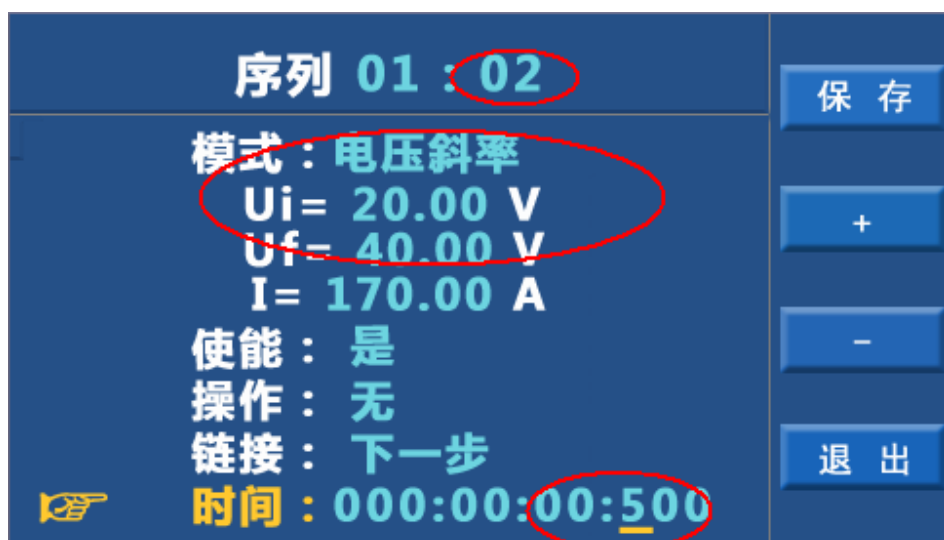 序列 01 : 02
模式：电压斜率
Ui= 20.00 V
Uf= 40.00 V
I= 170.00 A
使能： 是
操作： 无
链接： 下一步
时间：000:00:00:500
保 存
+
-
退 出